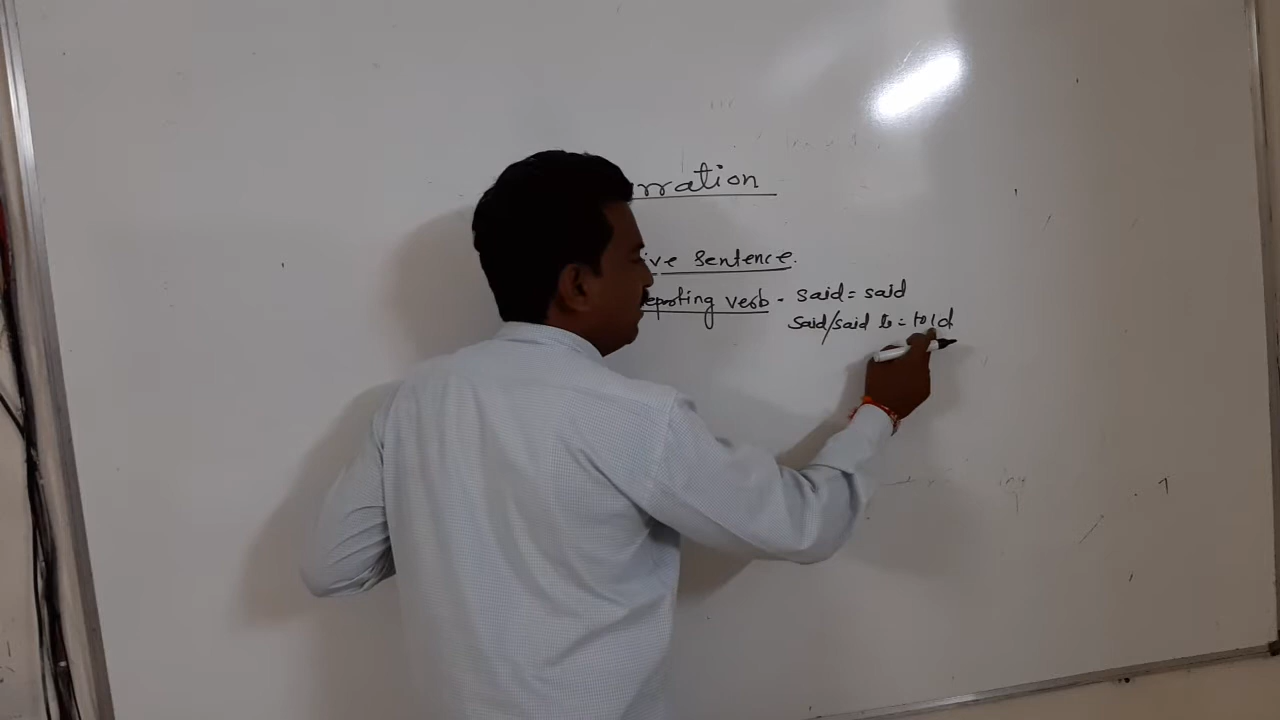 rration
ive sentence.
eporting verb - said = said
said/said to = told